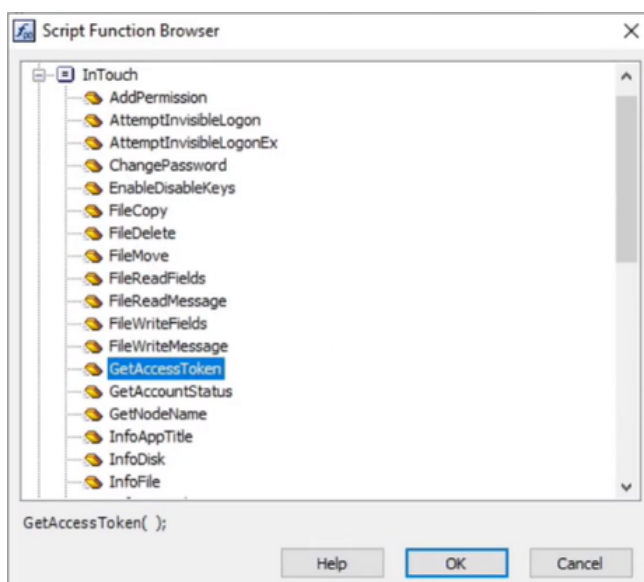 Script Function Browser
InTouch
AddPermission
AttemptInvisibleLogon
AttemptInvisibleLogonEx
ChangePassword
EnableDisableKeys
FileCopy
FileDelete
FileMove
FileReadFields
FileReadMessage
FileWriteFields
FileWriteMessage
GetAccessToken
GetAccountStatus
GetNodeName
InfoAppTitle
InfoDisk
InfoFile
GetAccessToken( );
Help OK Cancel